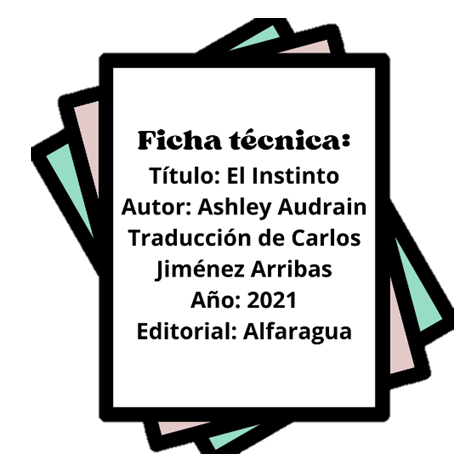 Ficha técnica:
Título: El Instinto
Autor: Ashley Audrain
Traducción de Carlos
Jiménez Arribas
Año: 2021
Editorial: Alfaragua